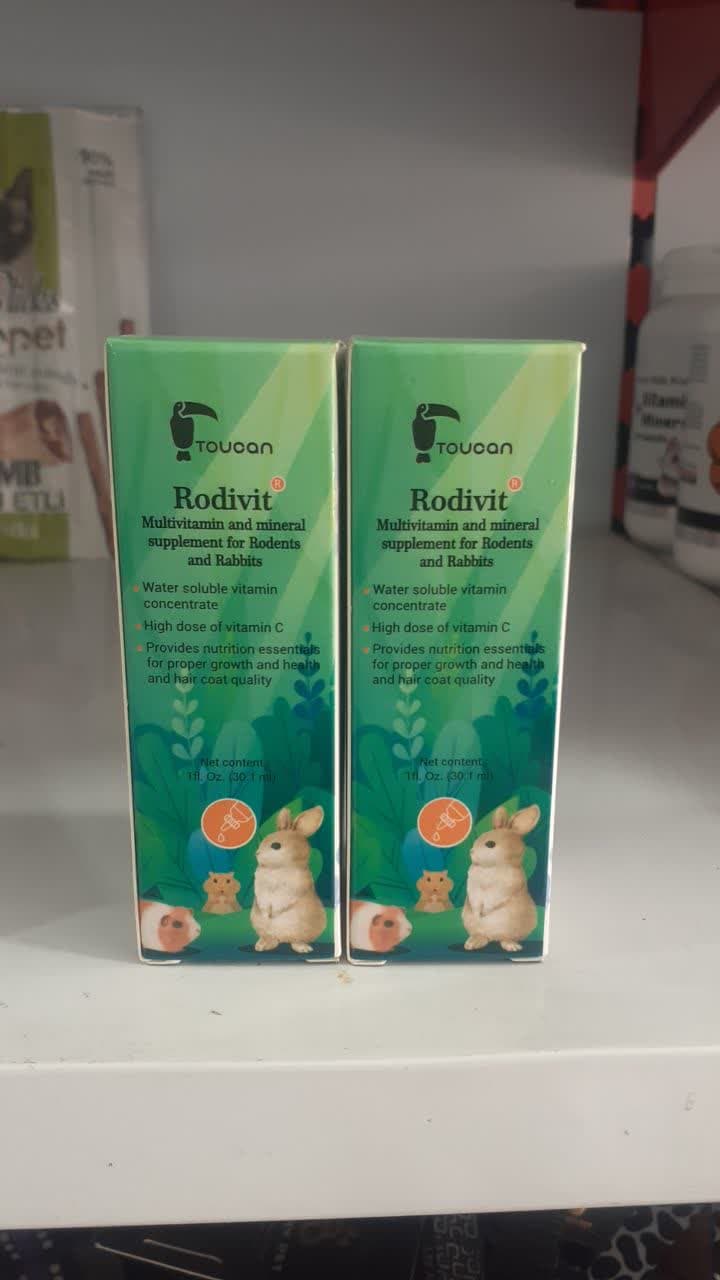 TOUCAN
Rodivit ®
Multivitamin and mineral
supplement for Rodents
and Rabbits
Water soluble vitamin
concentrate
High dose of vitamin C
Provides nutrition essentials
for proper growth and health
and hair coat quality
Net content
1fl. Oz. (30.1 ml)
TOUCAN
Rodivit ®
Multivitamin and mineral
supplement for Rodents
and Rabbits
Water soluble vitamin
concentrate
High dose of vitamin C
Provides nutrition essentials
for proper growth and health
and hair coat quality
Net content
1fl. Oz. (30.1 ml)
pet
ETLİ